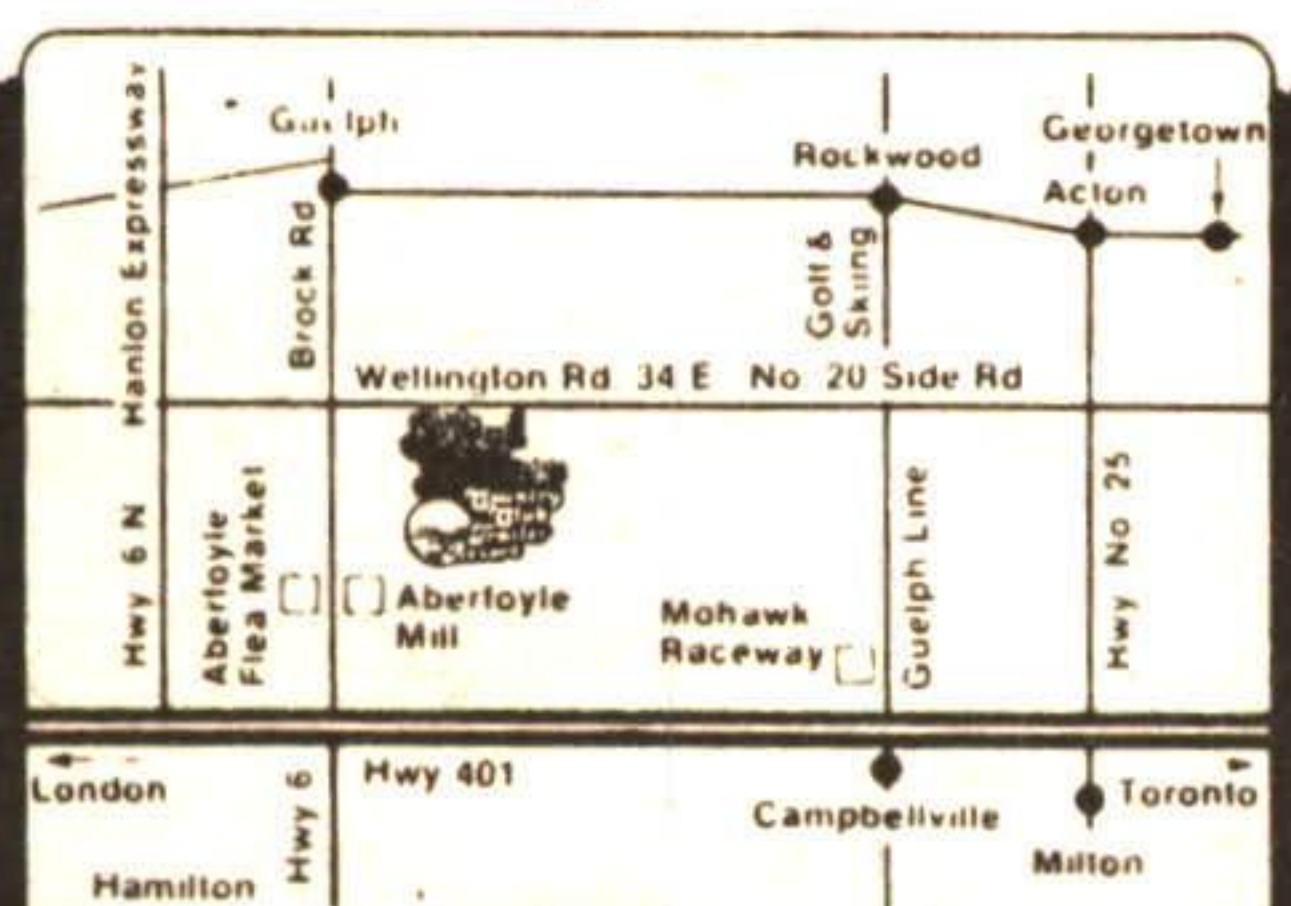 Guelph
Georgetown
Rockwood
Acton
Hanlon Expressway
Brock Rd
Golf &
Skiing
Wellington Rd 34 E No 20 Side Rd
Hwy 6 N
Aberfoyle
Flea Market
Aberfoyle
Mill
Mohawk
Raceway
Guelph Line
Hwy No 25
London
Hwy 6
Hwy 401
Campbellville
Toronto
Milton
Hamilton